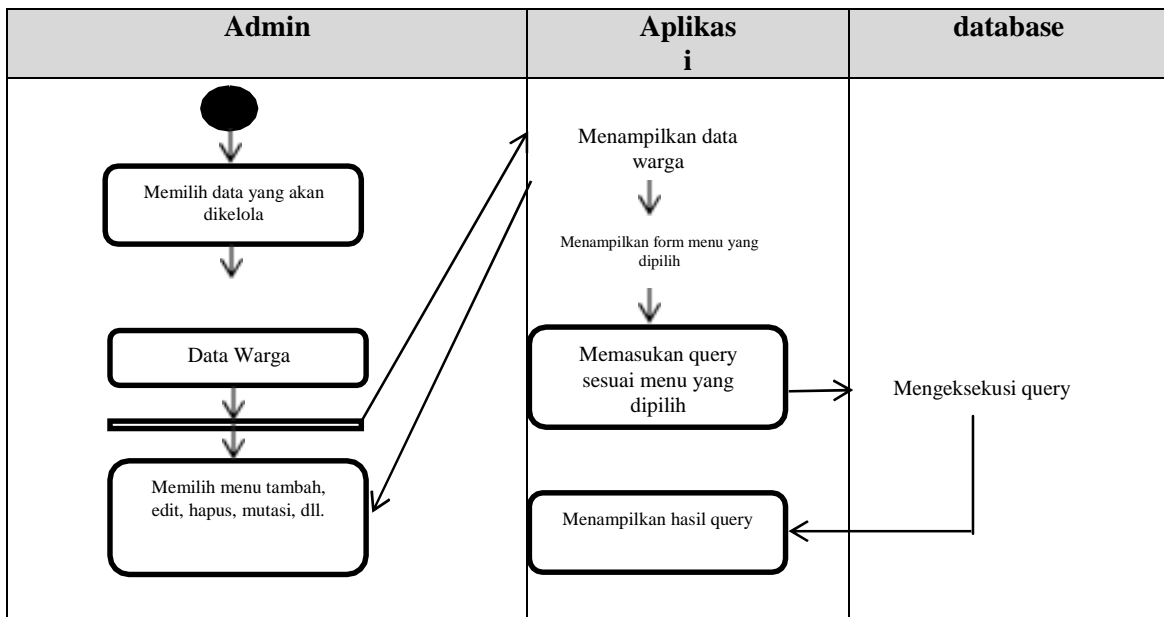 Admin
Aplikas
i
database
Memilih data yang akan
dikelola
Data Warga
Memilih menu tambah,
edit, hapus, mutasi, dll.
Menampilkan data
warga
Menampilkan form menu yang
dipilih
Memasukan query
sesuai menu yang
dipilih
Menampilkan hasil query
Mengeksekusi query